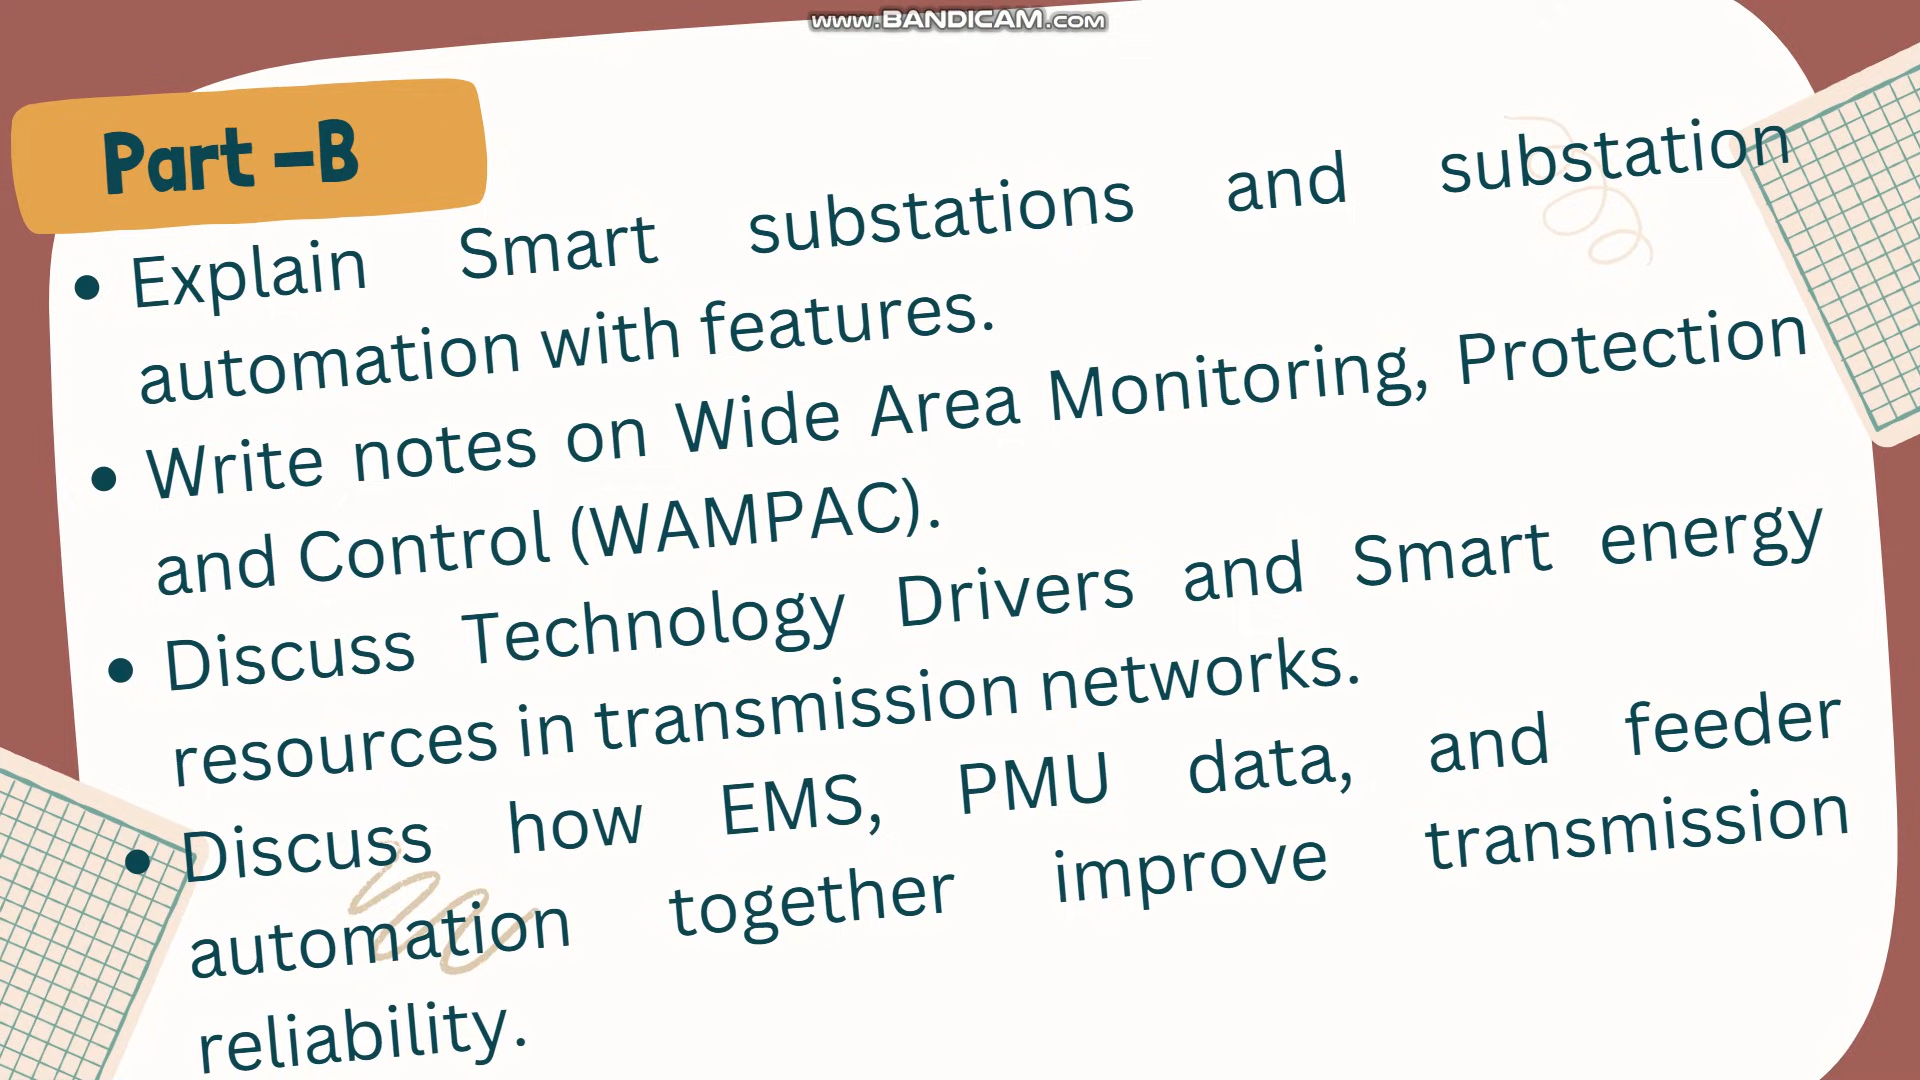 www.BANDICAM.com
Part -B
• Explain Smart substations and substation
automation with features.
• Write notes on Wide Area Monitoring, Protection
and Control (WAMPAC).
• Discuss Technology Drivers and Smart energy
resources in transmission networks.
• Discuss how EMS, PMU data, and feeder
automation together improve transmission
reliability.